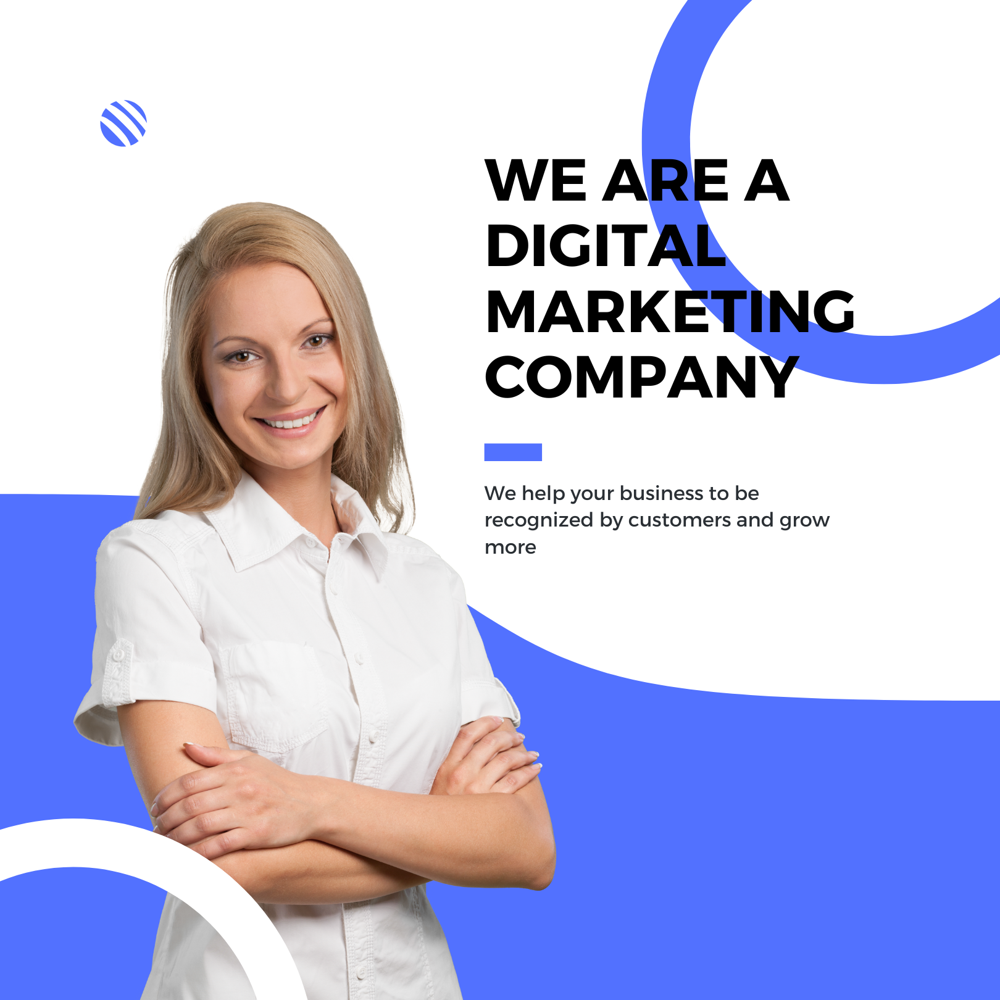 WE ARE A
DIGITAL
MARKETING
COMPANY
We help your business to be
recognized by customers and grow
more